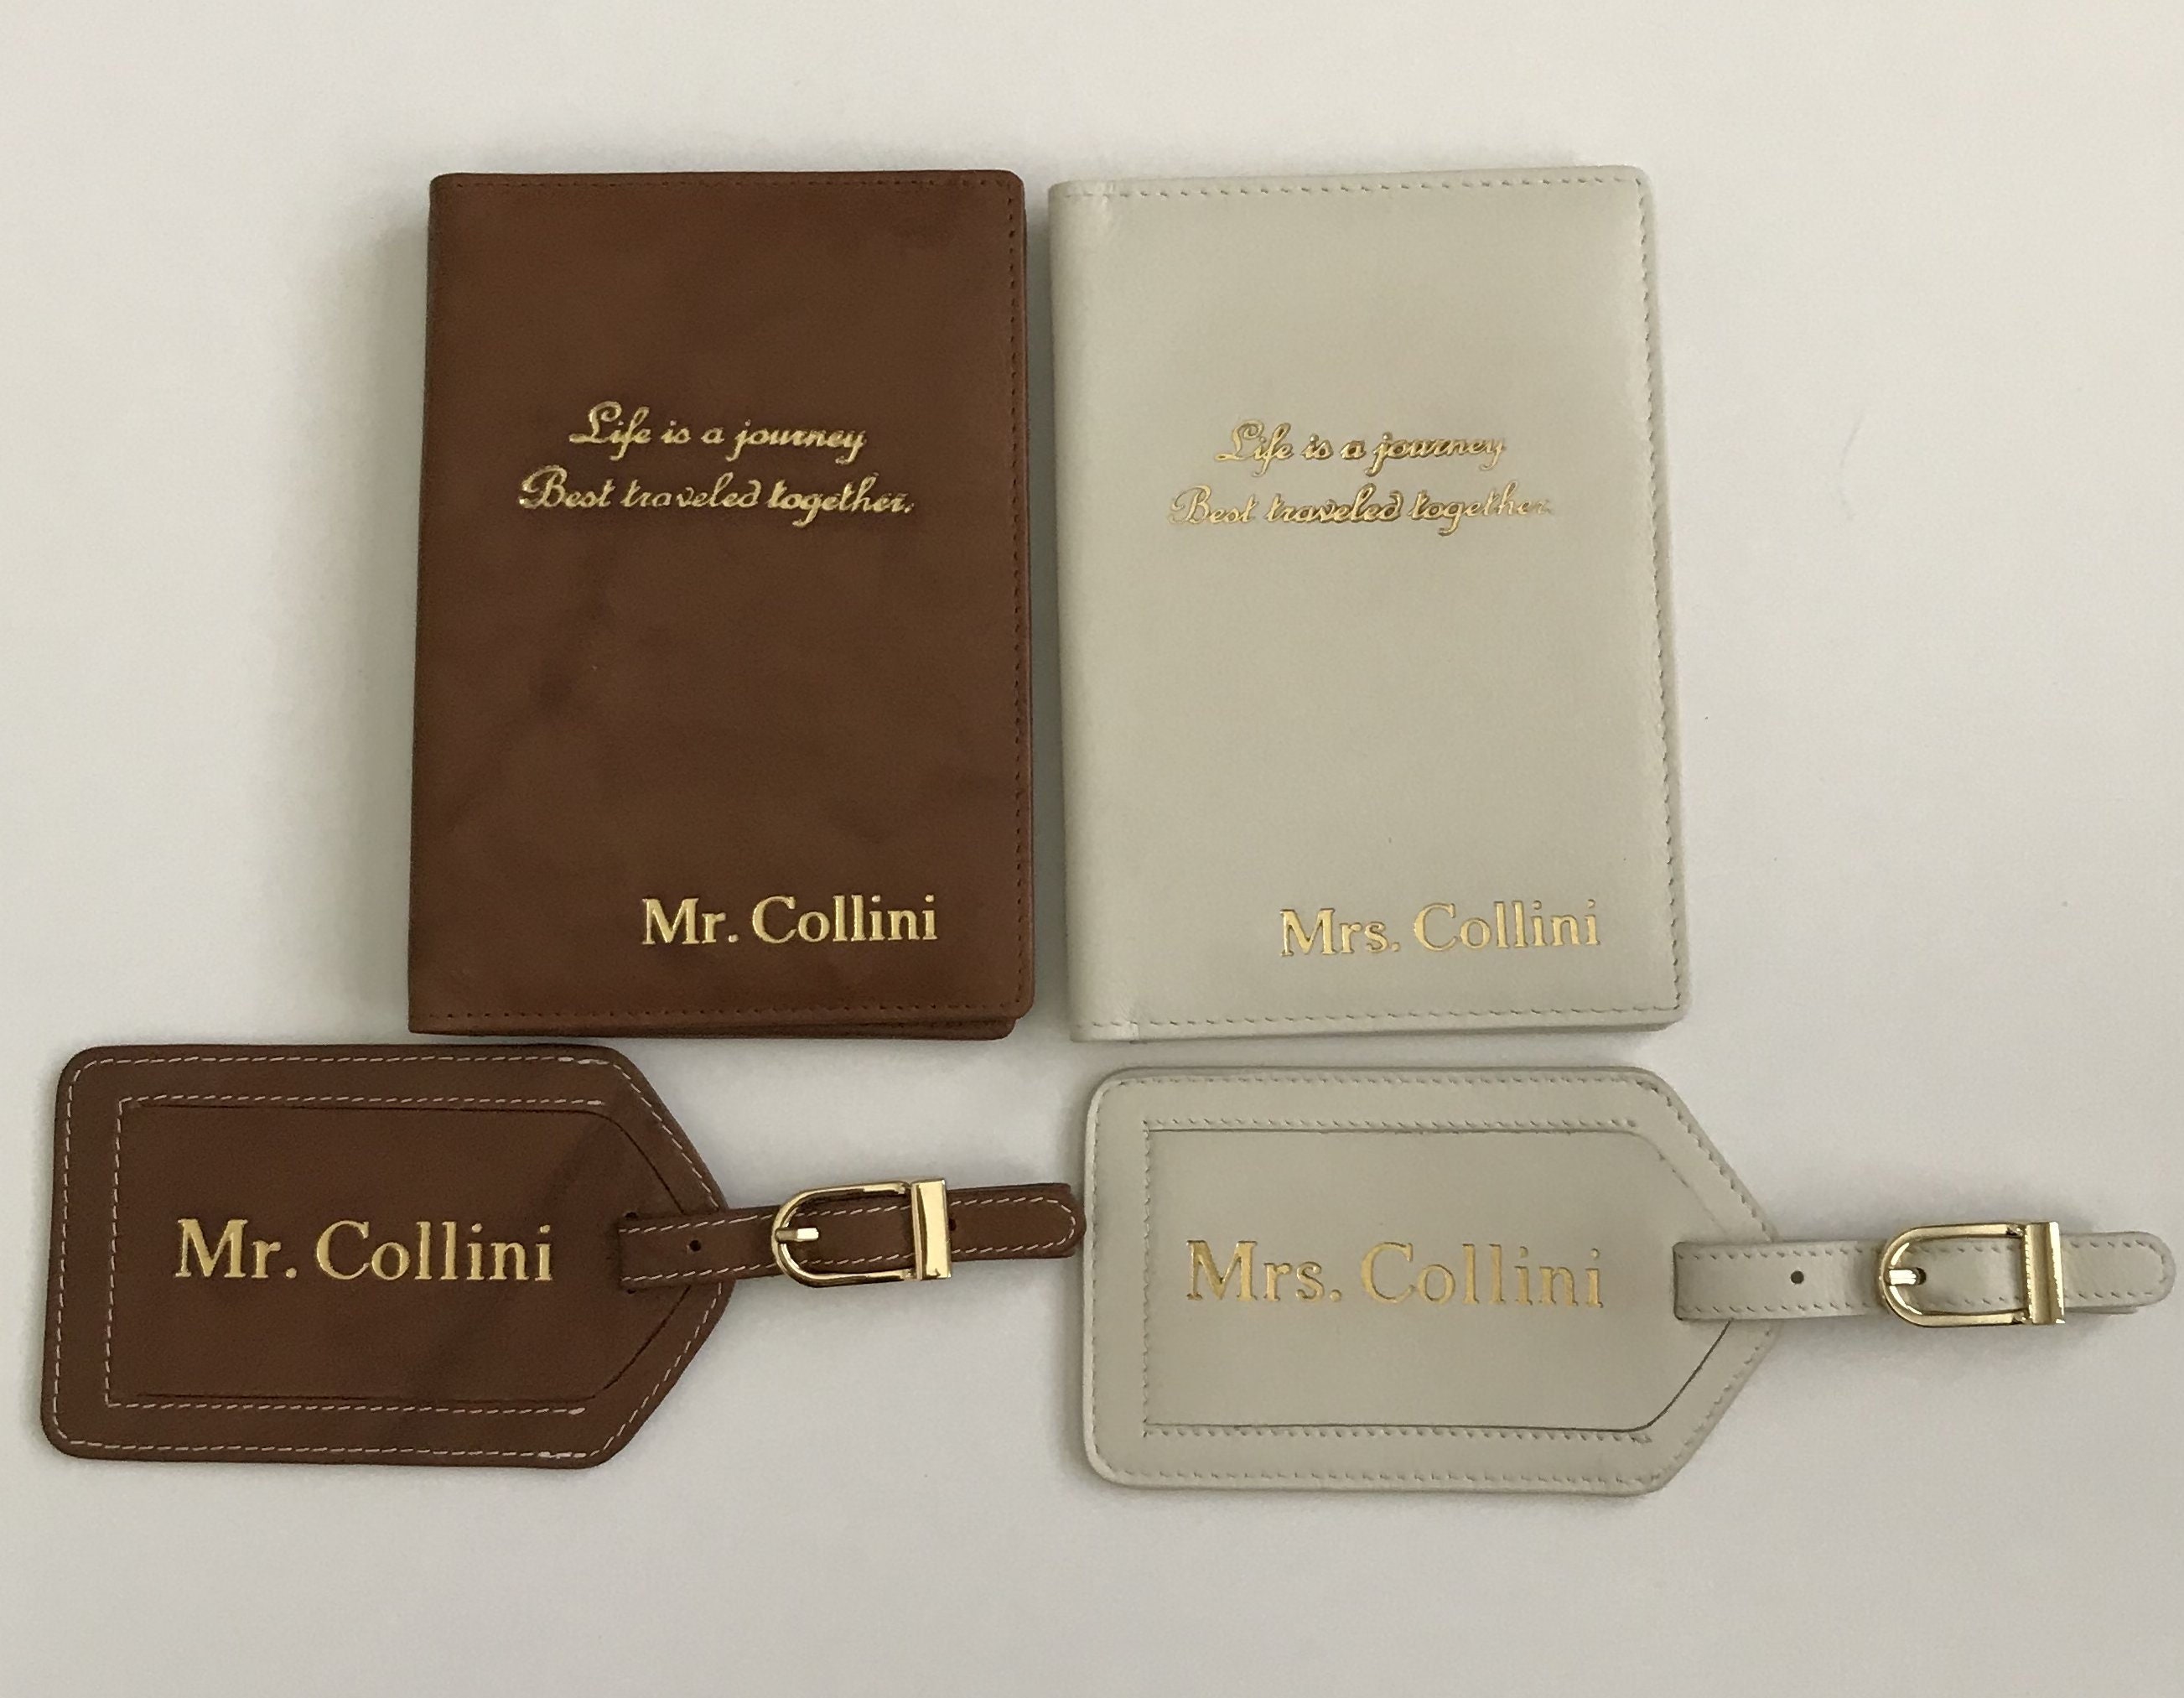 Life is a journey
Best traveled together.
Mr. Collini
Life is a journey
Best traveled together.
Mrs. Collini
Mr. Collini
Mrs. Collini